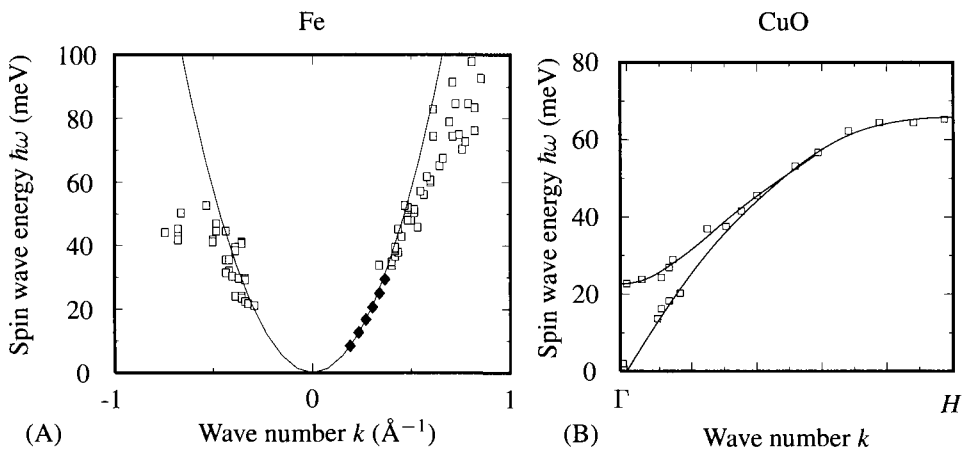 Fe
CuO
Spin wave energy ħω (meV)
100
80
60
40
20
0
-1
0
1
Wave number k (Å⁻¹)
(A)
Spin wave energy ħω (meV)
80
60
40
20
0
Γ
H
Wave number k
(B)